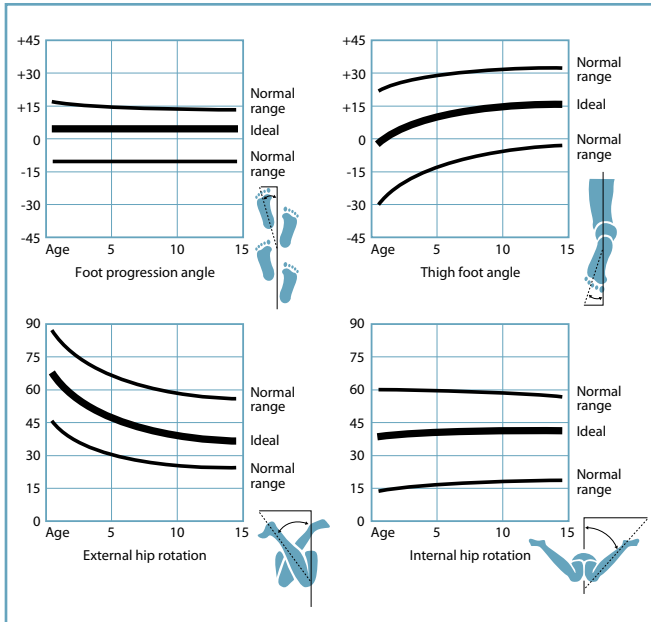 +45
+30
+15
0
-15
-30
-45
Age 5 10 15
Normal
range
Ideal
Normal
range
Foot progression angle
+45
+30
+15
0
-15
-30
-45
Age 5 10 15
Normal
range
Ideal
Normal
range
Thigh foot angle
90
75
60
45
30
15
0
Age 5 10 15
Normal
range
Ideal
Normal
range
External hip rotation
90
75
60
45
30
15
0
Age 5 10 15
Normal
range
Ideal
Normal
range
Internal hip rotation